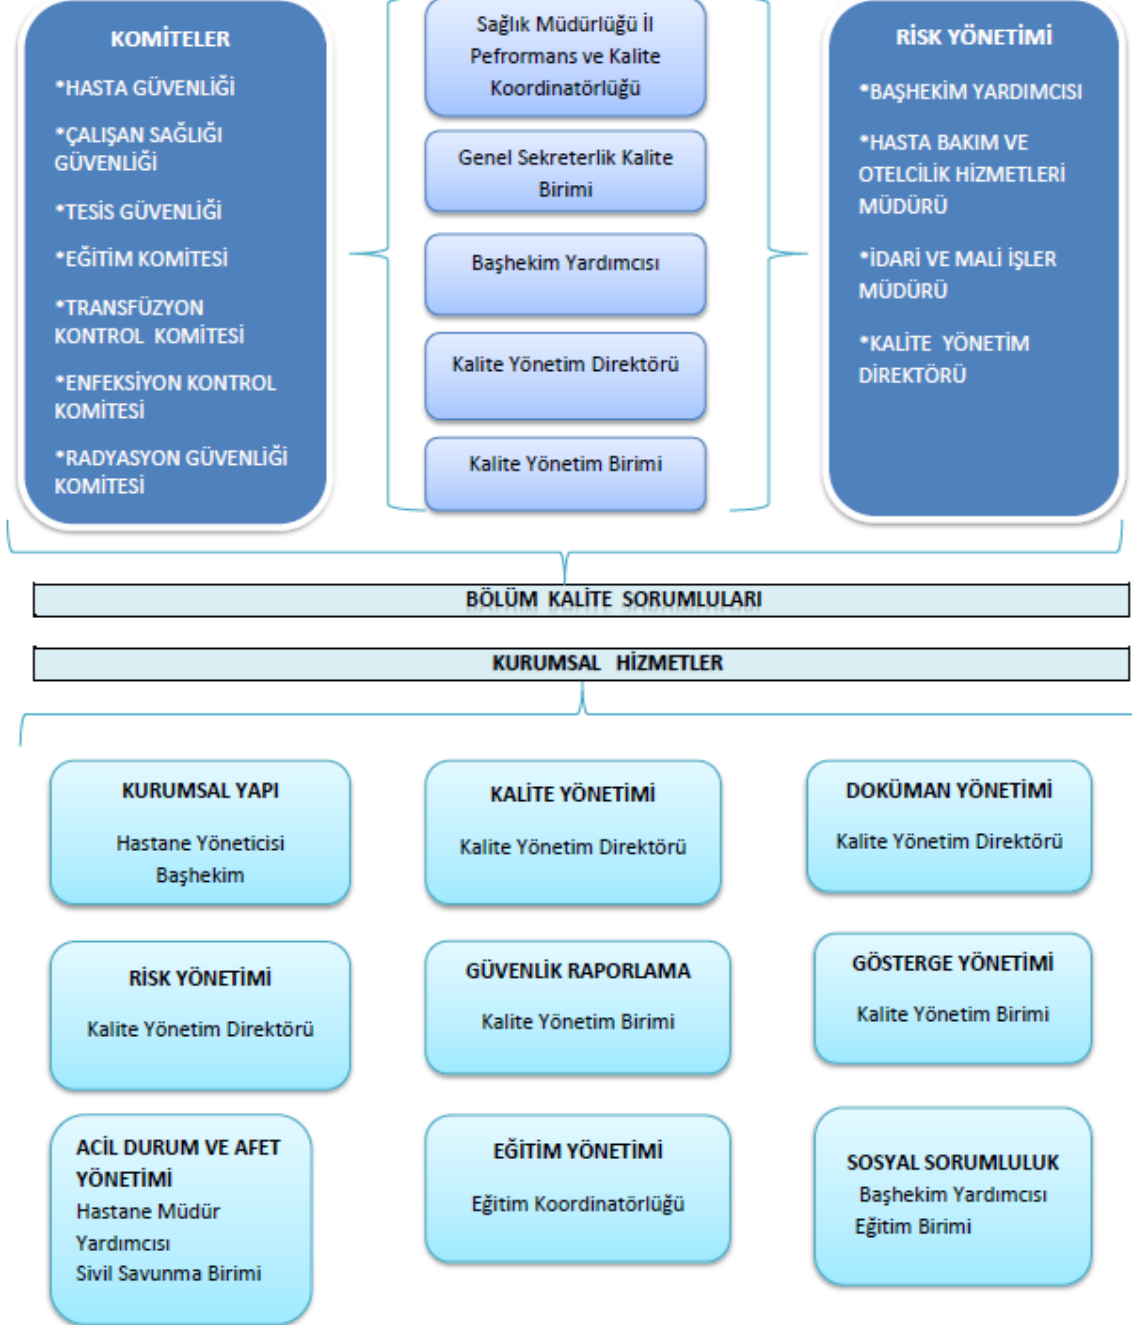 KOMİTELER
*HASTA GÜVENLİĞİ
*ÇALIŞAN SAĞLIĞI
GÜVENLİĞİ
*TESİS GÜVENLİĞİ
*EĞİTİM KOMİTESİ
*TRANSFÜZYON
KONTROL KOMİTESİ
*ENFEKSİYON KONTROL
KOMİTESİ
*RADYASYON GÜVENLİĞİ
KOMİTESİ
Sağlık Müdürlüğü İl
Pefrormans ve Kalite
Koordinatörlüğü
Genel Sekreterlik Kalite
Birimi
Başhekim Yardımcısı
Kalite Yönetim Direktörü
Kalite Yönetim Birimi
RİSK YÖNETİMİ
*BAŞHEKİM YARDIMCISI
*HASTA BAKIM VE
OTELCİLİK HİZMETLERİ
MÜDÜRÜ
*İDARİ VE MALİ İŞLER
MÜDÜRÜ
*KALİTE YÖNETİM
DİREKTÖRÜ
BÖLÜM KALİTE SORUMLULARI
KURUMSAL HİZMETLER
KURUMSAL YAPI
Hastane Yöneticisi
Başhekim
KALİTE YÖNETİMİ
Kalite Yönetim Direktörü
DOKÜMAN YÖNETİMİ
Kalite Yönetim Direktörü
RİSK YÖNETİMİ
Kalite Yönetim Direktörü
GÜVENLİK RAPORLAMA
Kalite Yönetim Birimi
GÖSTERGE YÖNETİMİ
Kalite Yönetim Birimi
ACİL DURUM VE AFET
YÖNETİMİ
Hastane Müdür
Yardımcısı
Sivil Savunma Birimi
EĞİTİM YÖNETİMİ
Eğitim Koordinatörlüğü
SOSYAL SORUMLULUK
Başhekim Yardımcısı
Eğitim Birimi